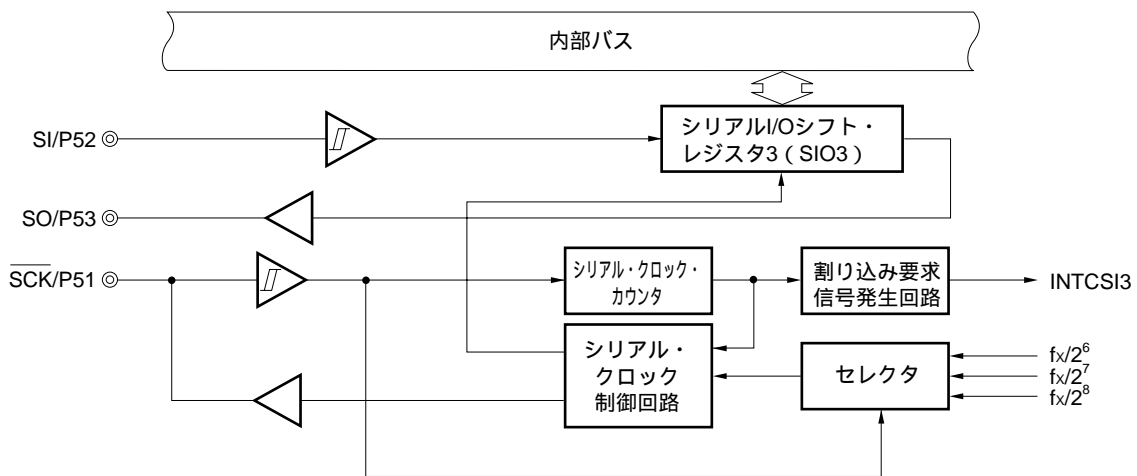 内部バス
SI/P52
シリアルI/Oシフト・
レジスタ3（SIO3）
SO/P53
SCK/P51
シリアル・クロック・
カウンタ
割り込み要求
信号発生回路
INTCSI3
シリアル・
クロック
制御回路
セレクタ
fx/2⁶
fx/2⁷
fx/2⁸